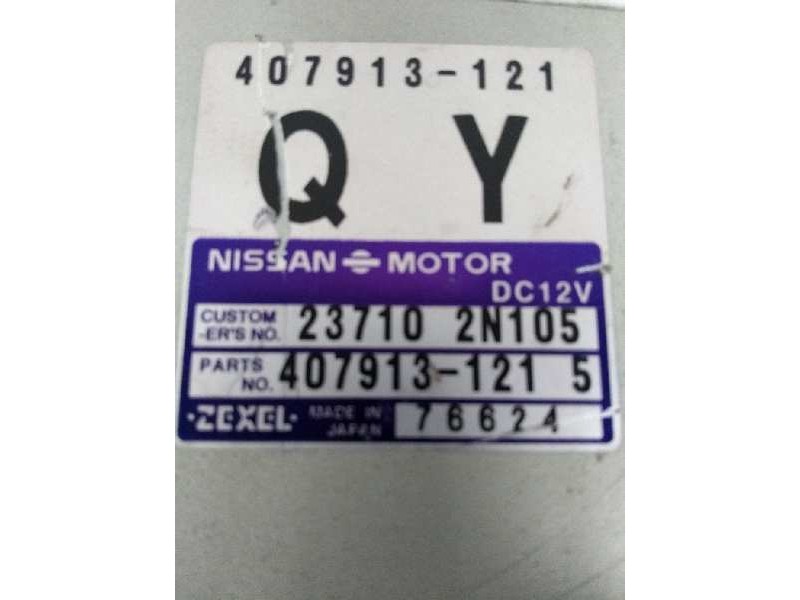 407913-121
Q Y
NISSAN MOTOR
DC12V
CUSTOM
-ER'S NO. 23710 2N105
PARTS
NO. 407913-121 5
·ZEXEL· MADE IN
JAPAN 76624